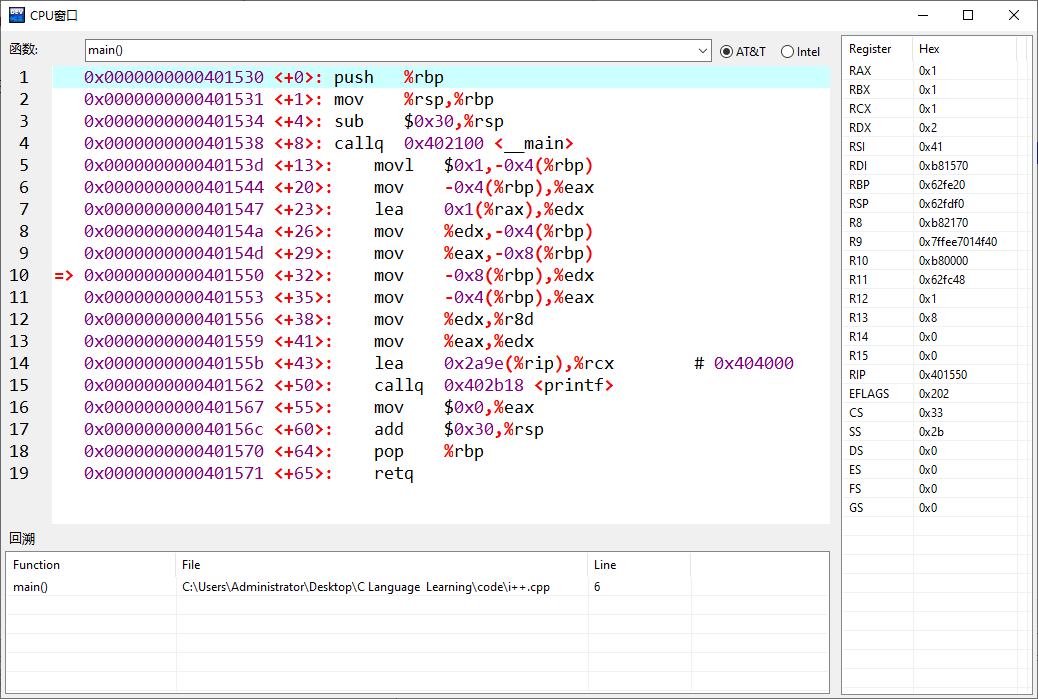 CPU窗口
函数: main() AT&T Intel
1 0x0000000000401530 <+0>: push %rbp
2 0x0000000000401531 <+1>: mov %rsp,%rbp
3 0x0000000000401534 <+4>: sub $0x30,%rsp
4 0x0000000000401538 <+8>: callq 0x402100 <__main>
5 0x000000000040153d <+13>: movl $0x1,-0x4(%rbp)
6 0x0000000000401544 <+20>: mov -0x4(%rbp),%eax
7 0x0000000000401547 <+23>: lea 0x1(%rax),%edx
8 0x000000000040154a <+26>: mov %edx,-0x4(%rbp)
9 0x000000000040154d <+29>: mov %eax,-0x8(%rbp)
10 => 0x0000000000401550 <+32>: mov -0x8(%rbp),%edx
11 0x0000000000401553 <+35>: mov -0x4(%rbp),%eax
12 0x0000000000401556 <+38>: mov %edx,%r8d
13 0x0000000000401559 <+41>: mov %eax,%edx
14 0x000000000040155b <+43>: lea 0x2a9e(%rip),%rcx # 0x404000
15 0x0000000000401562 <+50>: callq 0x402b18 <printf>
16 0x0000000000401567 <+55>: mov $0x0,%eax
17 0x000000000040156c <+60>: add $0x30,%rsp
18 0x0000000000401570 <+64>: pop %rbp
19 0x0000000000401571 <+65>: retq
回溯
Function File Line
main() C:\Users\Administrator\Desktop\C Language Learning\code\i++.cpp 6
Register Hex
RAX 0x1
RBX 0x1
RCX 0x1
RDX 0x2
RSI 0x41
RDI 0xb81570
RBP 0x62fe20
RSP 0x62fdf0
R8 0xb82170
R9 0x7ffee7014f40
R10 0xb80000
R11 0x62fc48
R12 0x1
R13 0x8
R14 0x0
R15 0x0
RIP 0x401550
EFLAGS 0x202
CS 0x33
SS 0x2b
DS 0x0
ES 0x0
FS 0x0
GS 0x0